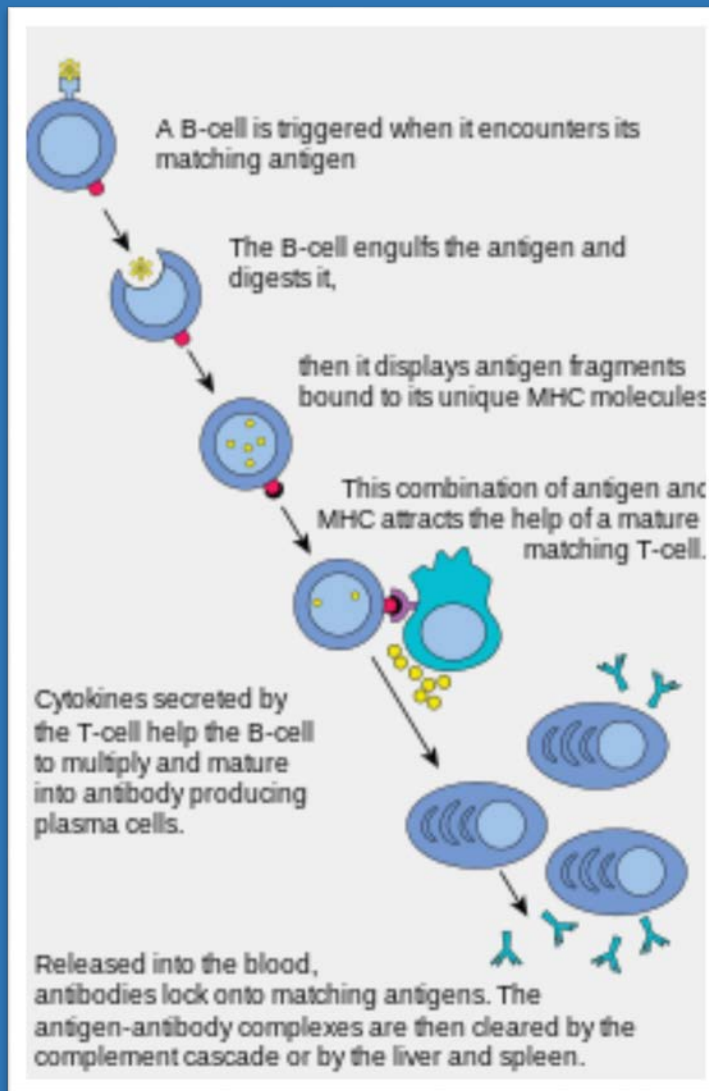 A B-cell is triggered when it encounters its
matching antigen
The B-cell engulfs the antigen and
digests it,
then it displays antigen fragments
bound to its unique MHC molecules
This combination of antigen and
MHC attracts the help of a mature
matching T-cell.
Cytokines secreted by
the T-cell help the B-cell
to multiply and mature
into antibody producing
plasma cells.
Released into the blood,
antibodies lock onto matching antigens. The
antigen-antibody complexes are then cleared by the
complement cascade or by the liver and spleen.